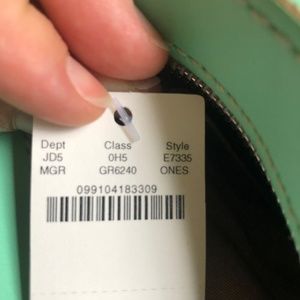 Dept Class Style
JD5 0H5 E7335
MGR GR6240 ONES
099104183309